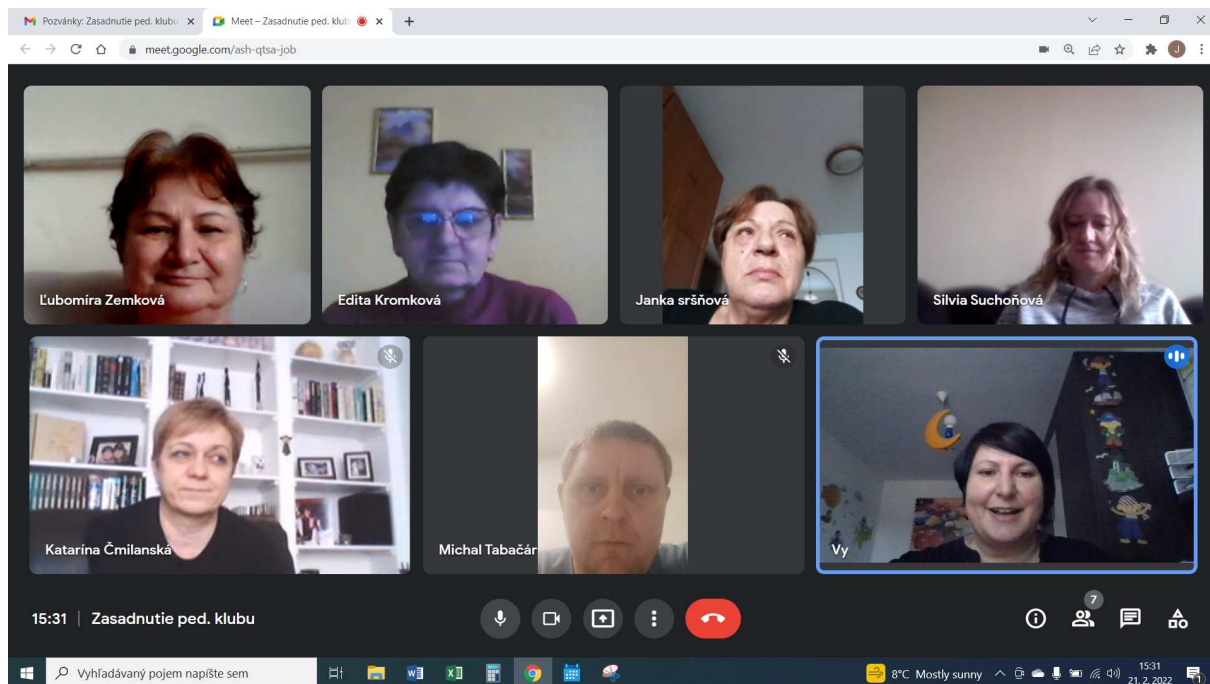 Pozvánky: Zasadnutie ped. klubu
Meet – Zasadnutie ped. klub
meet.google.com/ash-qtsa-job
J
Ľubomíra Zemková
Edita Kromková
Janka sršňová
Silvia Suchoňová
Katarína Čmilanská
Michal Tabačár
Vy
15:31 | Zasadnutie ped. klubu
7
Vyhľadávaný pojem napíšte sem
8°C Mostly sunny
15:31
21. 2. 2022
1